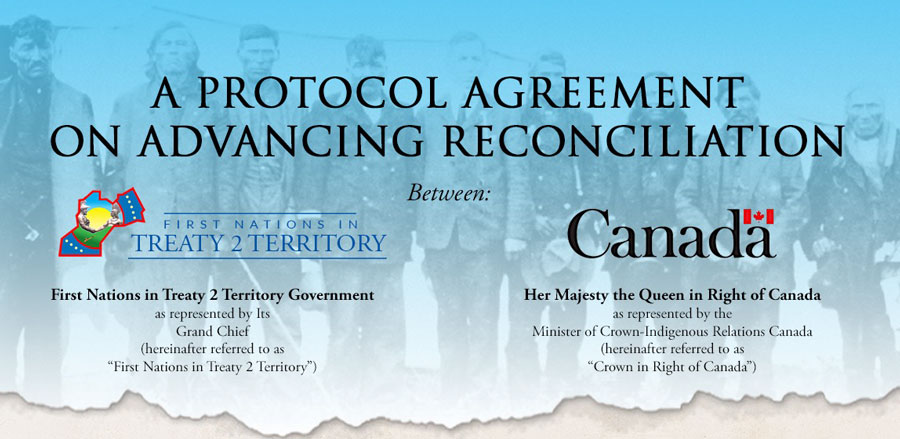 A PROTOCOL AGREEMENT
ON ADVANCING RECONCILIATION
Between:
FIRST NATIONS IN
TREATY 2 TERRITORY
First Nations in Treaty 2 Territory Government
as represented by Its
Grand Chief
(hereinafter referred to as
“First Nations in Treaty 2 Territory”)
Canada
Her Majesty the Queen in Right of Canada
as represented by the
Minister of Crown-Indigenous Relations Canada
(hereinafter referred to as
“Crown in Right of Canada”)